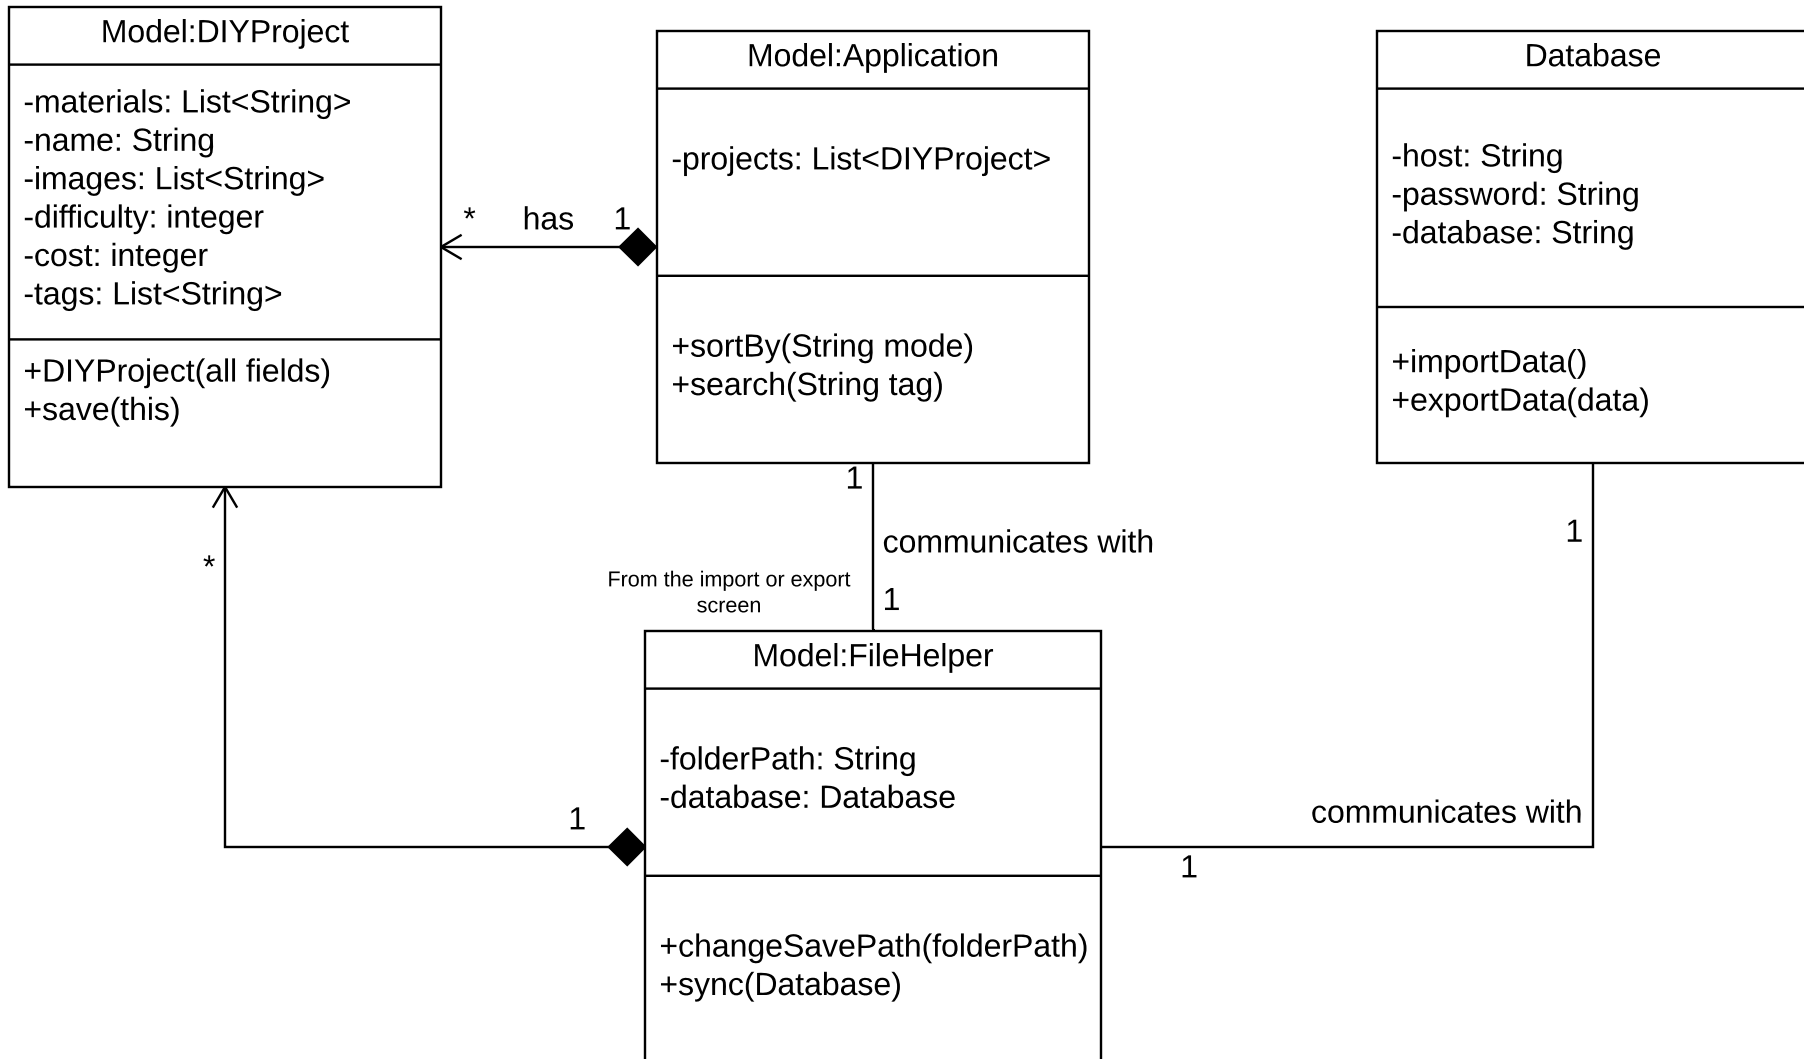 Model:DIYProject
-materials: List<String>
-name: String
-images: List<String>
-difficulty: integer
-cost: integer
-tags: List<String>
+DIYProject(all fields)
+save(this)
* has 1
Model:Application
-projects: List<DIYProject>
+sortBy(String mode)
+search(String tag)
Database
-host: String
-password: String
-database: String
+importData()
+exportData(data)
1
communicates with
From the import or export
screen
1
*
1
Model:FileHelper
-folderPath: String
-database: Database
+changeSavePath(folderPath)
+sync(Database)
1
communicates with
1